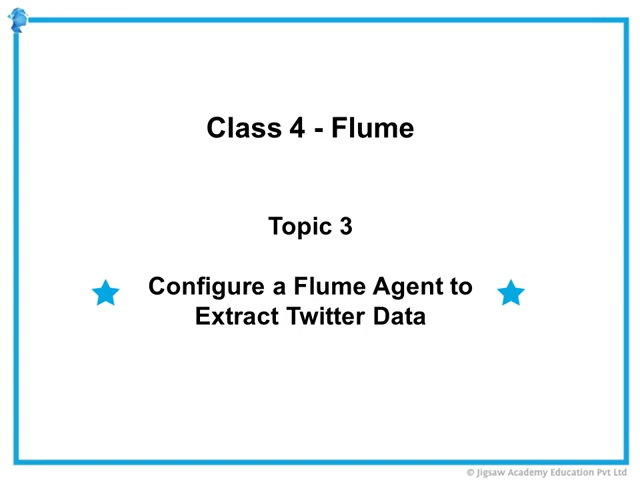 Class 4 - Flume
Topic 3
Configure a Flume Agent to
Extract Twitter Data
© Jigsaw Academy Education Pvt Ltd